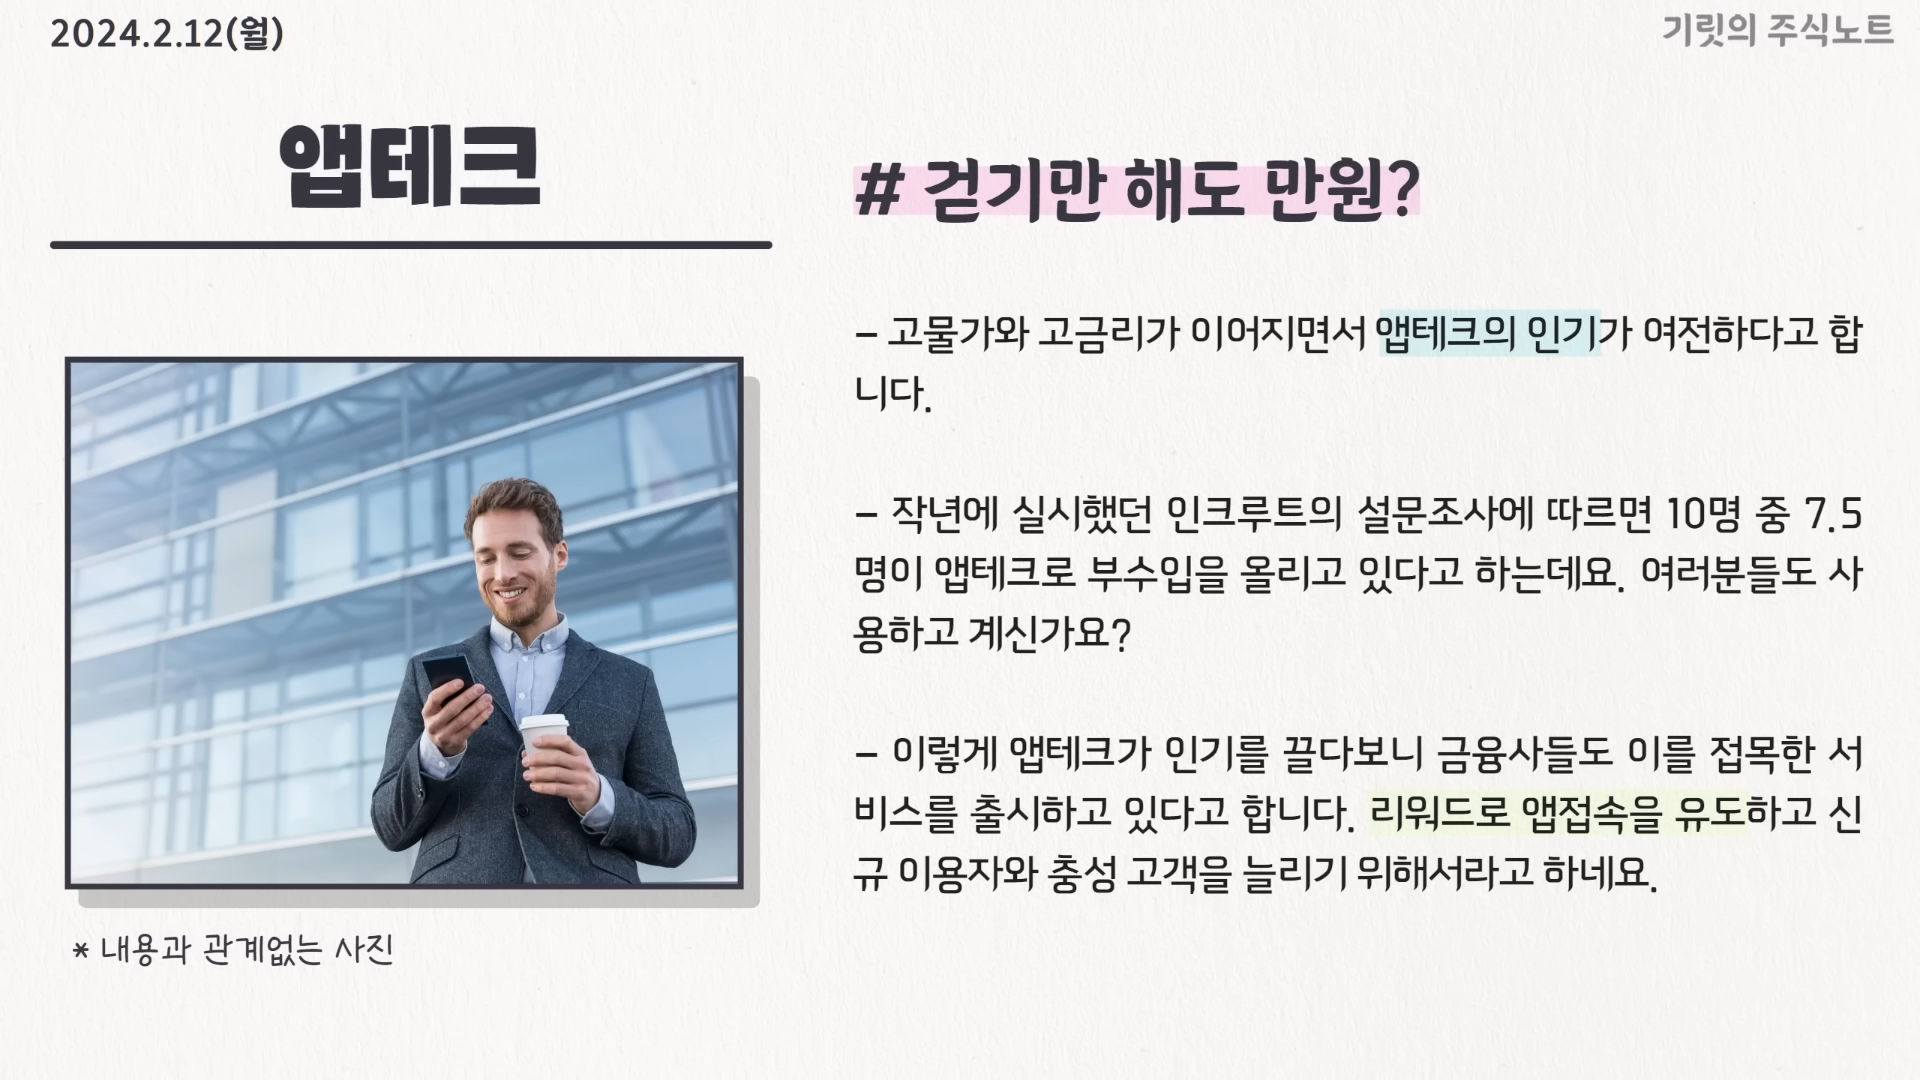 2024.2.12(월)
기릿의 주식노트
앱테크
# 걷기만 해도 만원?
– 고물가와 고금리가 이어지면서 앱테크의 인기가 여전하다고 합
니다.
– 작년에 실시했던 인크루트의 설문조사에 따르면 10명 중 7.5
명이 앱테크로 부수입을 올리고 있다고 하는데요. 여러분들도 사
용하고 계신가요?
– 이렇게 앱테크가 인기를 끌다보니 금융사들도 이를 접목한 서
비스를 출시하고 있다고 합니다. 리워드로 앱접속을 유도하고 신
규 이용자와 충성 고객을 늘리기 위해서라고 하네요.
* 내용과 관계없는 사진